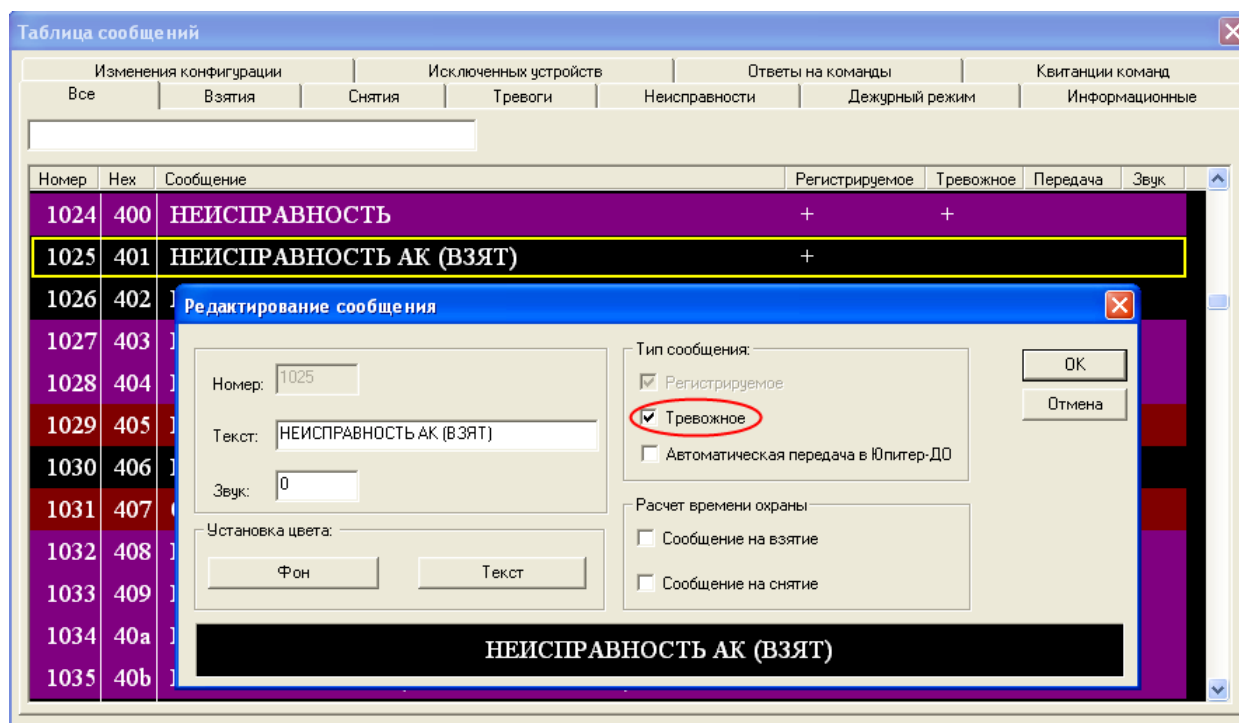 Таблица сообщений
Изменения конфигурации Исключенных устройств Ответы на команды Квитанции команд
Все Взятия Снятия Тревоги Неисправности Дежурный режим Информационные
Номер Hex Сообщение Регистрируемое Тревожное Передача Звук
1024 400 НЕИСПРАВНОСТЬ + +
1025 401 НЕИСПРАВНОСТЬ АК (ВЗЯТ) +
1026 402
1027 403
1028 404
1029 405
1030 406
1031 407
1032 408
1033 409
1034 40a
1035 40b
Редактирование сообщения
Номер: 1025
Текст: НЕИСПРАВНОСТЬ АК (ВЗЯТ)
Звук: 0
Установка цвета:
Фон Текст
Тип сообщения:
Регистрируемое
Тревожное
Автоматическая передача в Юпитер-ДО
Расчет времени охраны
Сообщение на взятие
Сообщение на снятие
OK
Отмена
НЕИСПРАВНОСТЬ АК (ВЗЯТ)